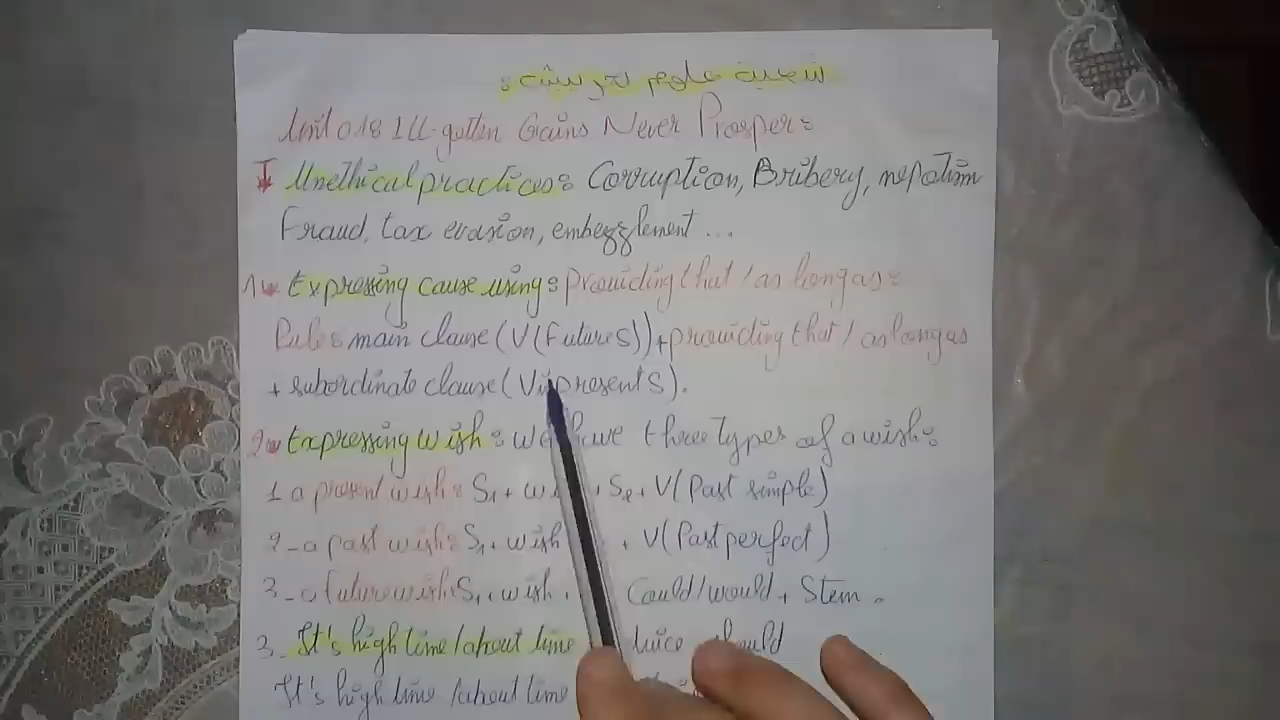 شعبة علوم تجريبية:
Unit 01: Ill-gotten Gains Never Prosper:
I Unethical practices: Corruption, Bribery, nepotism
Fraud, tax evasion, embezzlement ...
1 Expressing cause using: providing that / as long as:
Rule: main clause (V(Future S)) + providing that / as long as
+ subordinate clause (V in present S).
2 Expressing wish: we have three types of a wish:
1 a present wish: S1 + wi + S2 + V (Past simple)
2 - a past wish: S1 + wish + V (Past perfect)
3 - a future wish: S1 + wish + Could/would + Stem.
3 - It's high time / about time should
It's high time / about time